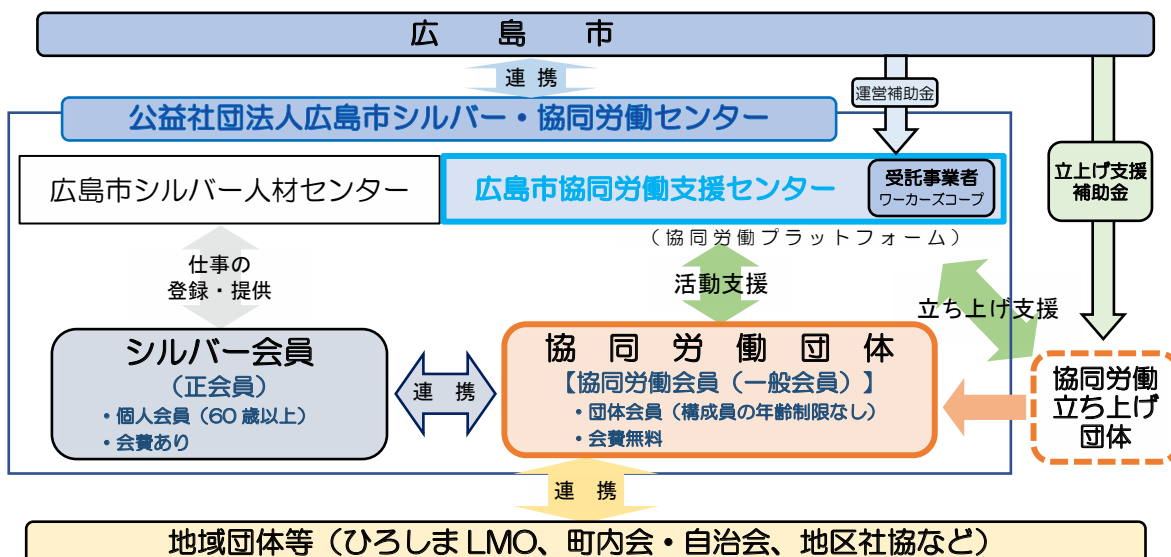 広島市
連携
運営補助金
公益社団法人広島市シルバー・協同労働センター
広島市シルバー人材センター
広島市協同労働支援センター
受託事業者
ワーカーズコープ
立上げ支援
補助金
（協同労働プラットフォーム）
仕事の
登録・提供
活動支援
立ち上げ支援
シルバー会員
（正会員）
・個人会員（60歳以上）
・会費あり
連携
協同労働団体
【協同労働会員（一般会員）】
・団体会員（構成員の年齢制限なし）
・会費無料
協同労働
立ち上げ
団体
連携
地域団体等（ひろしまLMO、町内会・自治会、地区社協など）